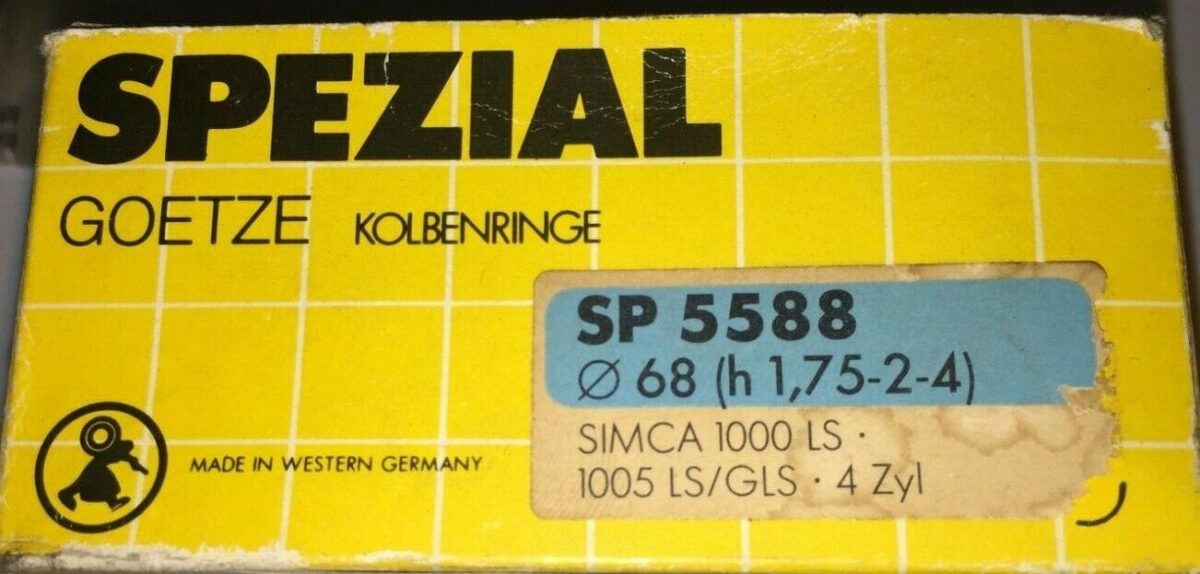 SPEZIAL
GOETZE KOLBENRINGE
SP 5588
Ø 68 (h 1,75-2-4)
SIMCA 1000 LS ·
1005 LS/GLS · 4 Zyl
MADE IN WESTERN GERMANY